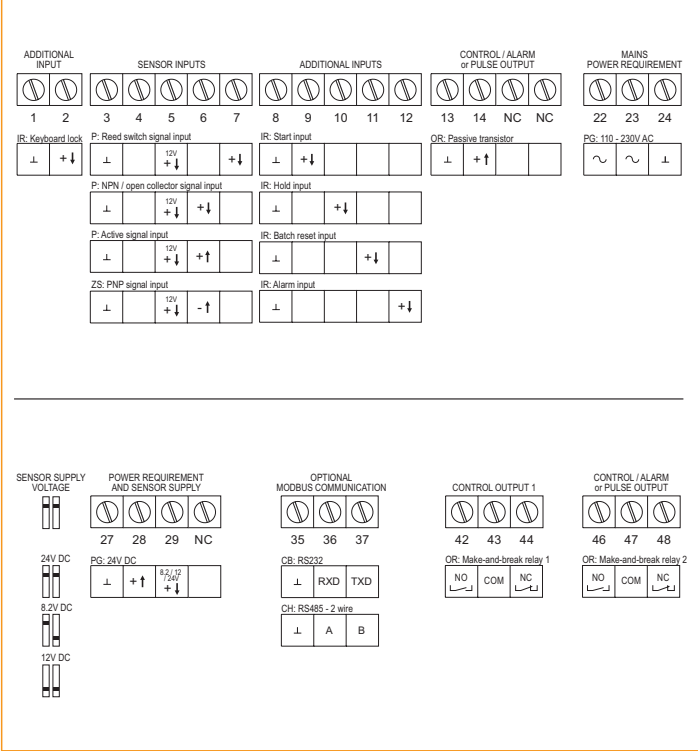 ADDITIONAL
INPUT
SENSOR INPUTS
ADDITIONAL INPUTS
CONTROL / ALARM
or PULSE OUTPUT
MAINS
POWER REQUIREMENT
1 2 3 4 5 6 7 8 9 10 11 12 13 14 NC NC 22 23 24
IR: Keyboard lock
P: Reed switch signal input
IR: Start input
OR: Passive transistor
PG: 110 - 230V AC
⊥ +↓
⊥ 12V +↓ +↓
⊥ +↓
⊥ +↑
~ ~ ⊥
P: NPN / open collector signal input
IR: Hold input
⊥ 12V +↓ +↓
⊥ +↓
P: Active signal input
IR: Batch reset input
⊥ 12V +↓ +↑
⊥ +↓
ZS: PNP signal input
IR: Alarm input
⊥ 12V +↓ -↑
⊥ +↓
SENSOR SUPPLY
VOLTAGE
POWER REQUIREMENT
AND SENSOR SUPPLY
OPTIONAL
MODBUS COMMUNICATION
CONTROL OUTPUT 1
CONTROL / ALARM
or PULSE OUTPUT
27 28 29 NC 35 36 37 42 43 44 46 47 48
24V DC
PG: 24V DC
CB: RS232
OR: Make-and-break relay 1
OR: Make-and-break relay 2
⊥ +↑ 8.2 / 12 / 24V +↓
⊥ RXD TXD
NO COM NC
NO COM NC
8.2V DC
CH: RS485 - 2 wire
⊥ A B
12V DC